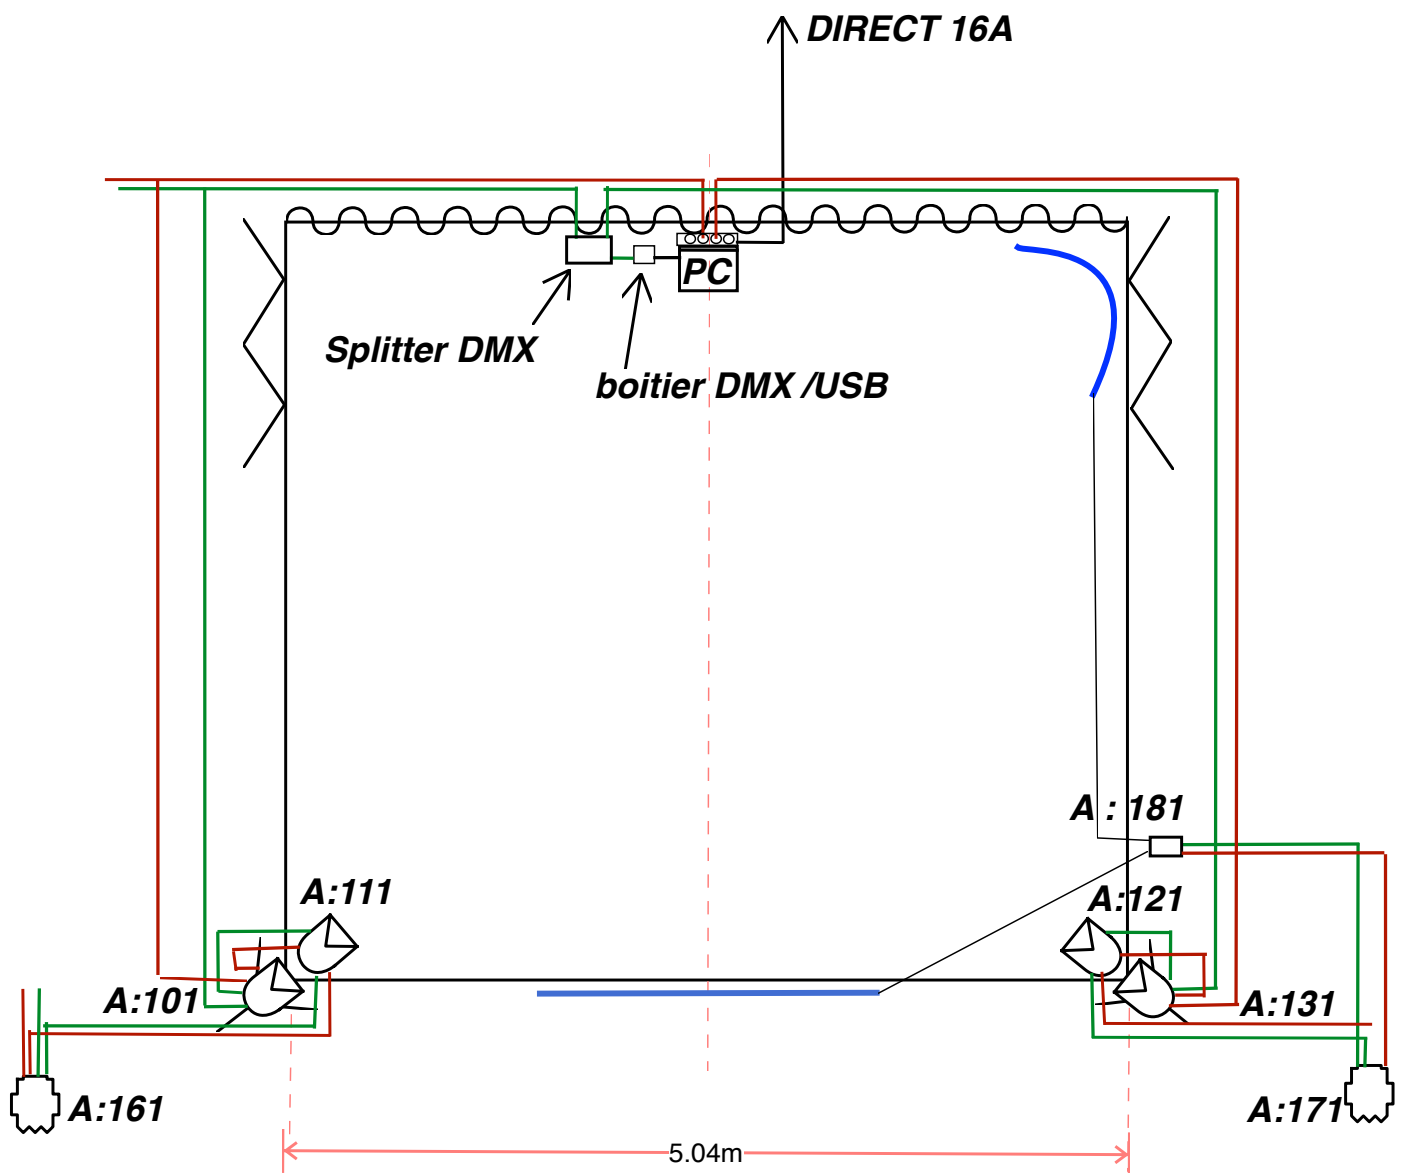 DIRECT 16A
PC
Splitter DMX
boitier DMX /USB
A : 181
A:111
A:121
A:101
A:131
A:161
A:171
5.04m